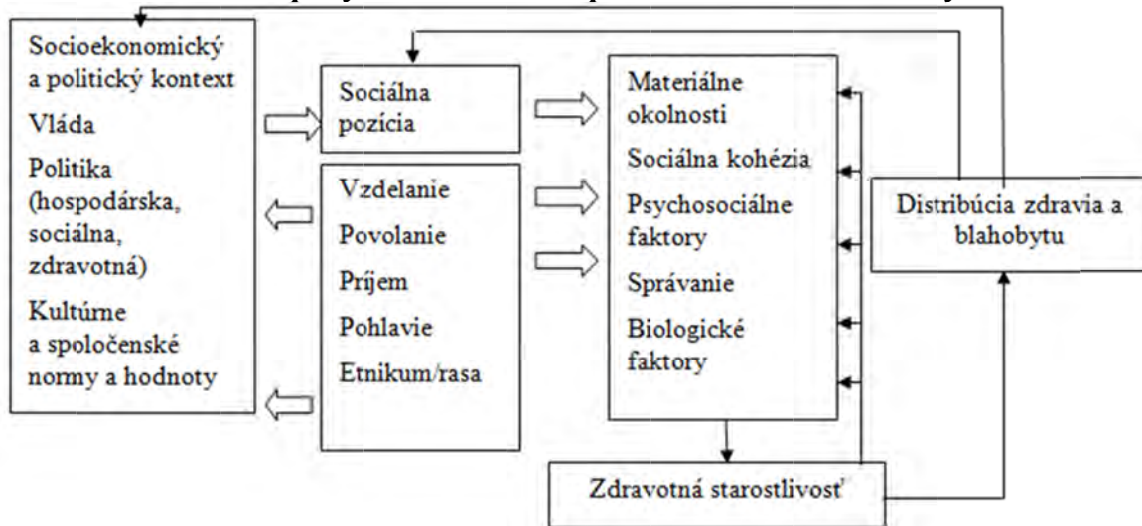 Socioekonomický
a politický kontext
Vláda
Politika
(hospodárska,
sociálna,
zdravotná)
Kultúrne
a spoločenské
normy a hodnoty
Sociálna
pozícia
Vzdelanie
Povolanie
Príjem
Pohlavie
Etnikum/rasa
Materiálne
okolnosti
Sociálna kohézia
Psychosociálne
faktory
Správanie
Biologické
faktory
Distribúcia zdravia a
blahobytu
Zdravotná starostlivosť